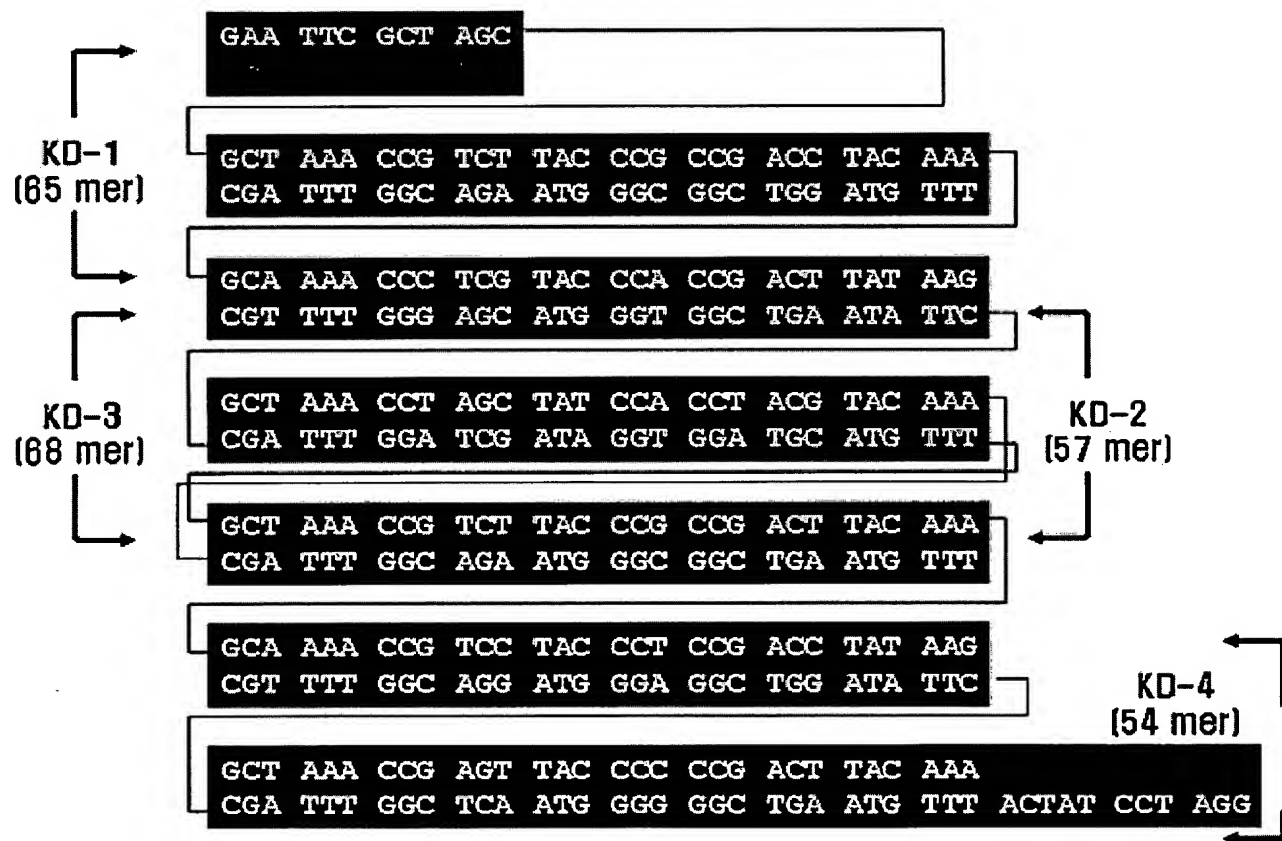 GAA TTC GCT AGC
KD-1
(65 mer)
GCT AAA CCG TCT TAC CCG CCG ACC TAC AAA
CGA TTT GGC AGA ATG GGC GGC TGG ATG TTT
GCA AAA CCC TCG TAC CCA CCG ACT TAT AAG
CGT TTT GGG AGC ATG GGT GGC TGA ATA TTC
KD-3
(68 mer)
GCT AAA CCT AGC TAT CCA CCT ACG TAC AAA
CGA TTT GGA TCG ATA GGT GGA TGC ATG TTT
KD-2
(57 mer)
GCT AAA CCG TCT TAC CCG CCG ACT TAC AAA
CGA TTT GGC AGA ATG GGC GGC TGA ATG TTT
GCA AAA CCG TCC TAC CCT CCG ACC TAT AAG
CGT TTT GGC AGG ATG GGA GGC TGG ATA TTC
KD-4
(54 mer)
GCT AAA CCG AGT TAC CCC CCG ACT TAC AAA
CGA TTT GGC TCA ATG GGG GGC TGA ATG TTT ACTAT CCT AGG